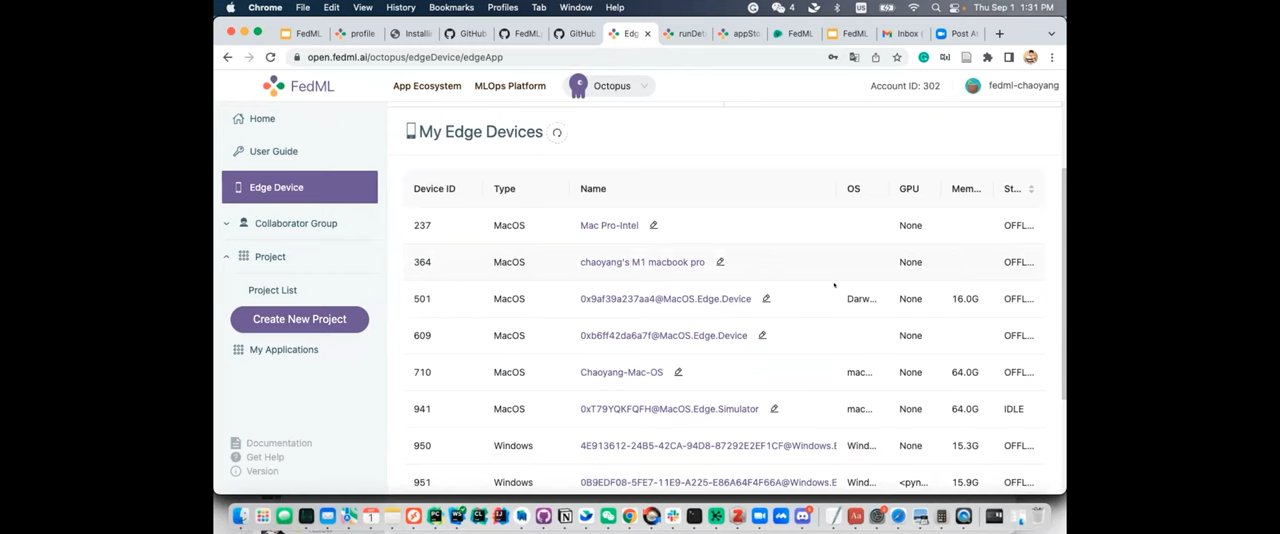 Chrome File Edit View History Bookmarks Profiles Tab Window Help 4 Thu Sep 1 1:31 PM
FedML profile Installin GitHub FedML GitHub Edg runDeta appSto FedML FedML Inbox ( Post At
open.fedml.ai/octopus/edgeDevice/edgeApp
FedML App Ecosystem MLOps Platform Octopus Account ID: 302 fedml-chaoyang
Home
User Guide
Edge Device
Collaborator Group
Project
Project List
Create New Project
My Applications
Documentation
Get Help
Version
My Edge Devices
Device ID Type Name OS GPU Mem... St...
237 MacOS Mac Pro-Intel None OFFL...
364 MacOS chaoyang's M1 macbook pro None OFFL...
501 MacOS 0x9af39a237aa4@MacOS.Edge.Device Darw... None 16.0G OFFL...
609 MacOS 0xb6ff42da6a7f@MacOS.Edge.Device None OFFL...
710 MacOS Chaoyang-Mac-OS mac... None 64.0G OFFL...
941 MacOS 0xT79YQKFQFH@MacOS.Edge.Simulator mac... None 64.0G IDLE
950 Windows 4E913612-24B5-42CA-94D8-87292E2EF1CF@Windows.E Wind... None 15.3G OFFL...
951 Windows 0B9EDF08-5FE7-11E9-A225-E86A64F4F66A@Windows.E Wind... <pyn... 15.9G OFFL...